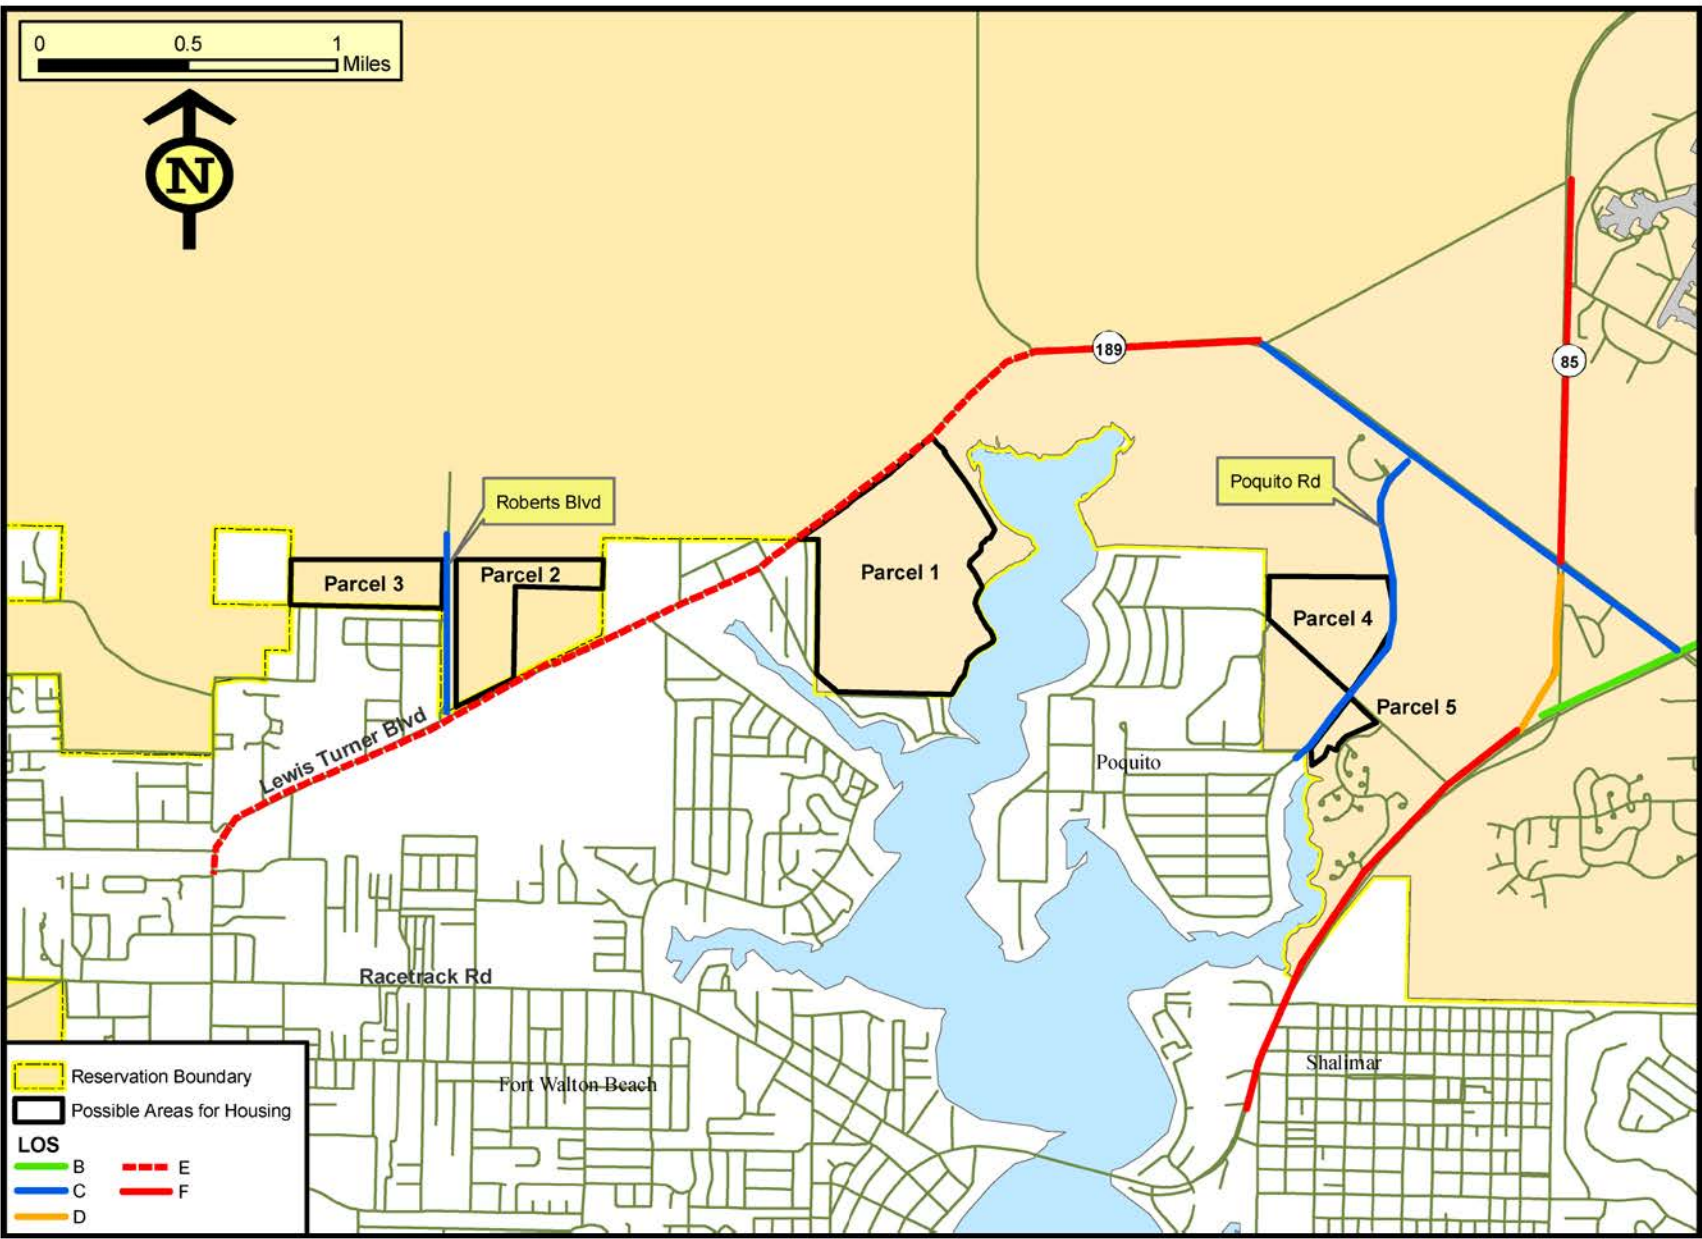 0 0.5 1
Miles
N
189
85
Roberts Blvd
Poquito Rd
Parcel 3
Parcel 2
Parcel 1
Parcel 4
Parcel 5
Lewis Turner Blvd
Poquito
Racetrack Rd
Fort Walton Beach
Shalimar
Reservation Boundary
Possible Areas for Housing
LOS
B E
C F
D